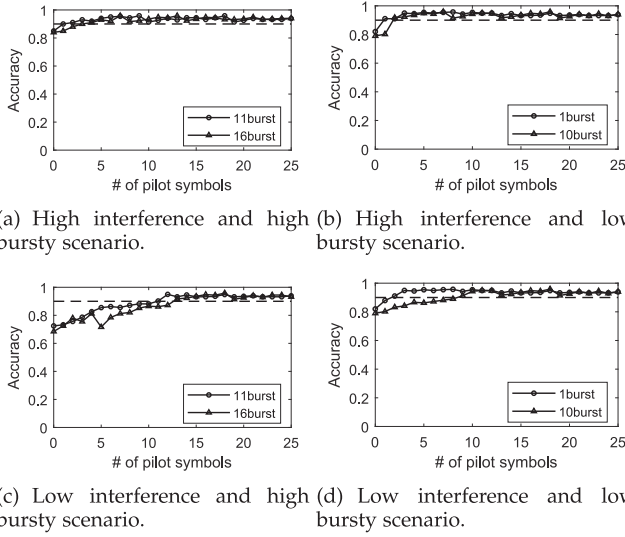 1
0.8
0.6
0.4
0.2
0
Accuracy
0 5 10 15 20 25
# of pilot symbols
11burst
16burst
1
0.8
0.6
0.4
0.2
0
Accuracy
0 5 10 15 20 25
# of pilot symbols
1burst
10burst
(a) High interference and high
bursty scenario.
(b) High interference and low
bursty scenario.
1
0.8
0.6
0.4
0.2
0
Accuracy
0 5 10 15 20 25
# of pilot symbols
11burst
16burst
1
0.8
0.6
0.4
0.2
0
Accuracy
0 5 10 15 20 25
# of pilot symbols
1burst
10burst
(c) Low interference and high
bursty scenario.
(d) Low interference and low
bursty scenario.